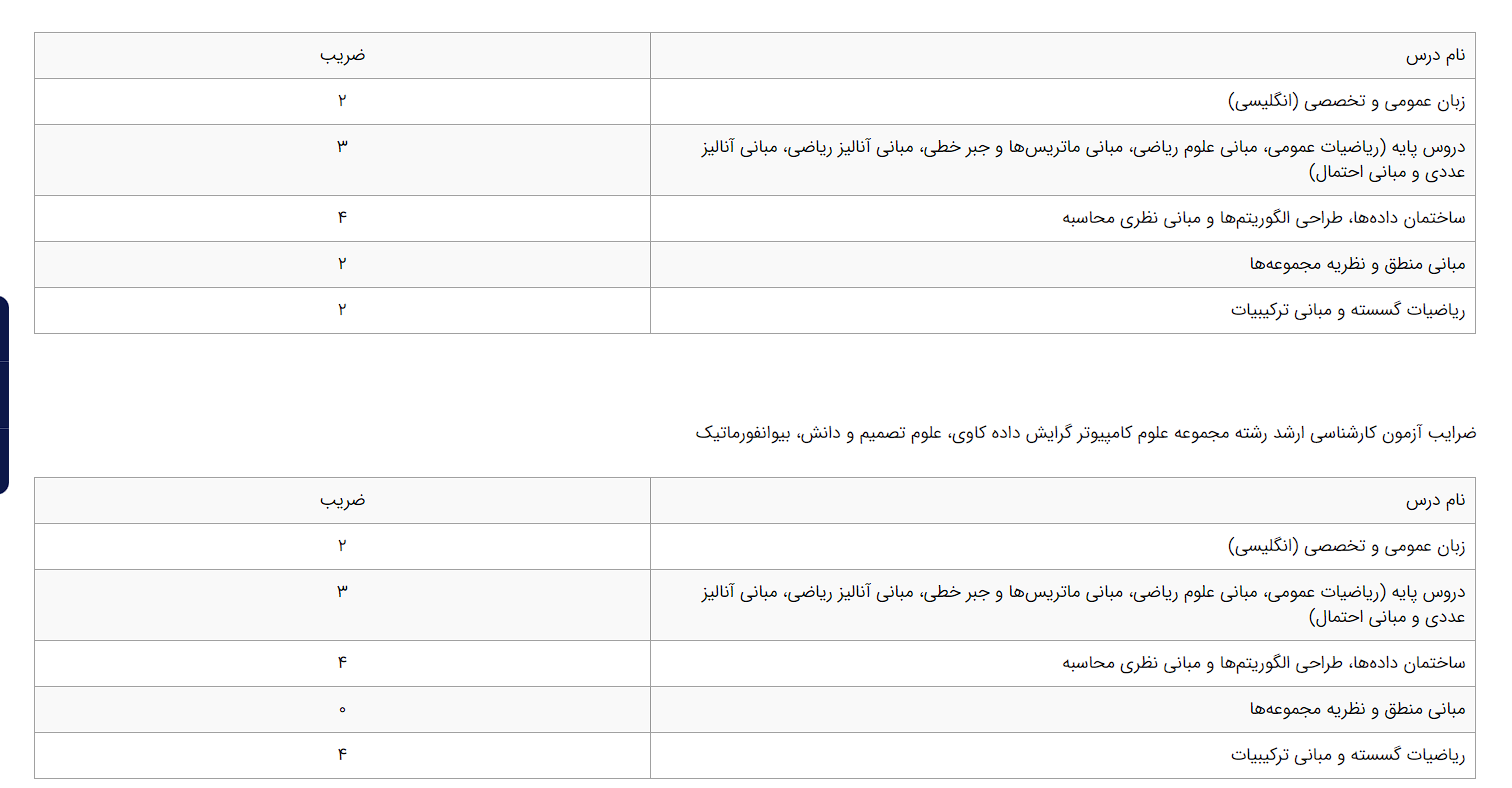 نام درس ضریب
زبان عمومی و تخصصی (انگلیسی) ۲
دروس پایه (ریاضیات عمومی، مبانی علوم ریاضی، مبانی ماتریس‌ها و جبر خطی، مبانی آنالیز ریاضی، مبانی آنالیز ۳
عددی و مبانی احتمال)
ساختمان داده‌ها، طراحی الگوریتم‌ها و مبانی نظری محاسبه ۴
مبانی منطق و نظریه مجموعه‌ها ۲
ریاضیات گسسته و مبانی ترکیبیات ۲
ضرایب آزمون کارشناسی ارشد رشته مجموعه علوم کامپیوتر گرایش داده کاوی، علوم تصمیم و دانش، بیوانفورماتیک
نام درس ضریب
زبان عمومی و تخصصی (انگلیسی) ۲
دروس پایه (ریاضیات عمومی، مبانی علوم ریاضی، مبانی ماتریس‌ها و جبر خطی، مبانی آنالیز ریاضی، مبانی آنالیز ۳
عددی و مبانی احتمال)
ساختمان داده‌ها، طراحی الگوریتم‌ها و مبانی نظری محاسبه ۴
مبانی منطق و نظریه مجموعه‌ها ۰
ریاضیات گسسته و مبانی ترکیبیات ۴